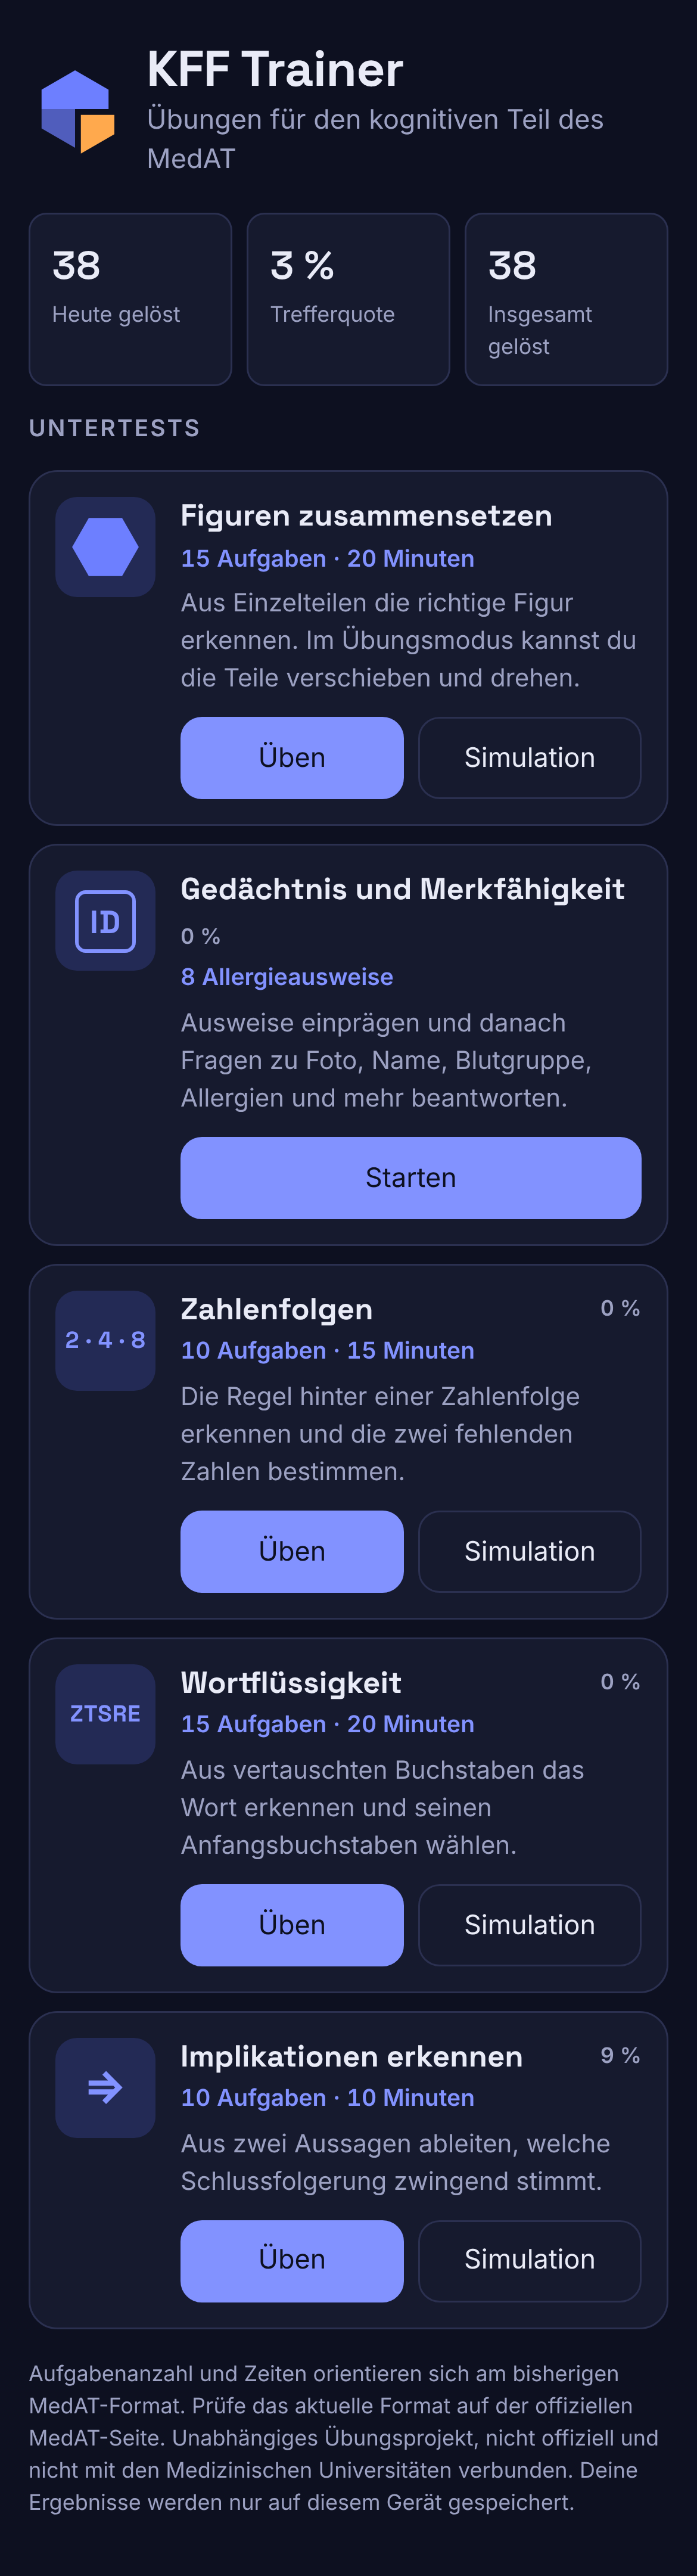 KFF Trainer
Übungen für den kognitiven Teil des
MedAT
38
Heute gelöst
3 %
Trefferquote
38
Insgesamt
gelöst
UNTERTESTS
Figuren zusammensetzen
15 Aufgaben · 20 Minuten
Aus Einzelteilen die richtige Figur
erkennen. Im Übungsmodus kannst du
die Teile verschieben und drehen.
Üben
Simulation
ID
Gedächtnis und Merkfähigkeit
0 %
8 Allergieausweise
Ausweise einprägen und danach
Fragen zu Foto, Name, Blutgruppe,
Allergien und mehr beantworten.
Starten
2 · 4 · 8
Zahlenfolgen
0 %
10 Aufgaben · 15 Minuten
Die Regel hinter einer Zahlenfolge
erkennen und die zwei fehlenden
Zahlen bestimmen.
Üben
Simulation
ZTSRE
Wortflüssigkeit
0 %
15 Aufgaben · 20 Minuten
Aus vertauschten Buchstaben das
Wort erkennen und seinen
Anfangsbuchstaben wählen.
Üben
Simulation
⇒
Implikationen erkennen
9 %
10 Aufgaben · 10 Minuten
Aus zwei Aussagen ableiten, welche
Schlussfolgerung zwingend stimmt.
Üben
Simulation
Aufgabenanzahl und Zeiten orientieren sich am bisherigen
MedAT-Format. Prüfe das aktuelle Format auf der offiziellen
MedAT-Seite. Unabhängiges Übungsprojekt, nicht offiziell und
nicht mit den Medizinischen Universitäten verbunden. Deine
Ergebnisse werden nur auf diesem Gerät gespeichert.